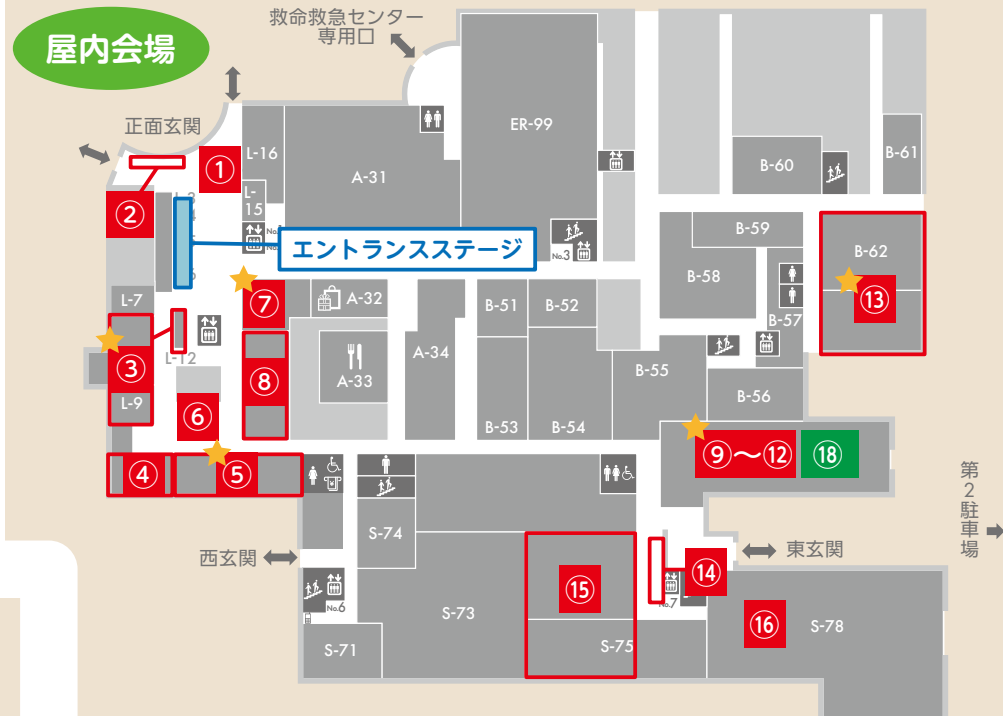 屋内会場
救命救急センター
専用口
正面玄関
ER-99
L-16
A-31
B-60
B-61
①
②
L-
15
B-59
B-62
エントランスステージ
No.3
B-58
⑬
L-7
⑦
A-32
B-51
B-52
B-57
L-12
③
⑧
A-33
A-34
B-55
L-9
⑥
B-56
B-53
B-54
④
⑤
⑨～⑫
⑱
第2駐車場
S-74
西玄関
東玄関
No.6
⑮
⑭
No.7
S-73
⑯
S-78
S-71
S-75